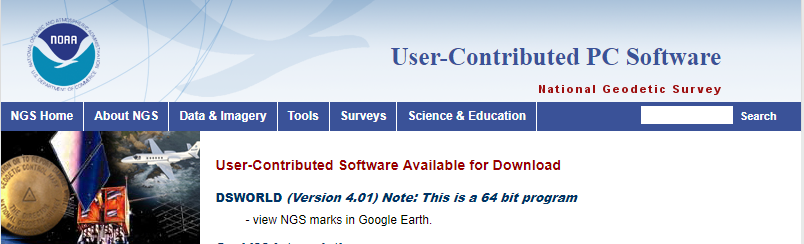 NOAA
User-Contributed PC Software
National Geodetic Survey
NGS Home About NGS Data & Imagery Tools Surveys Science & Education Search
User-Contributed Software Available for Download
DSWORLD (Version 4.01) Note: This is a 64 bit program
- view NGS marks in Google Earth.